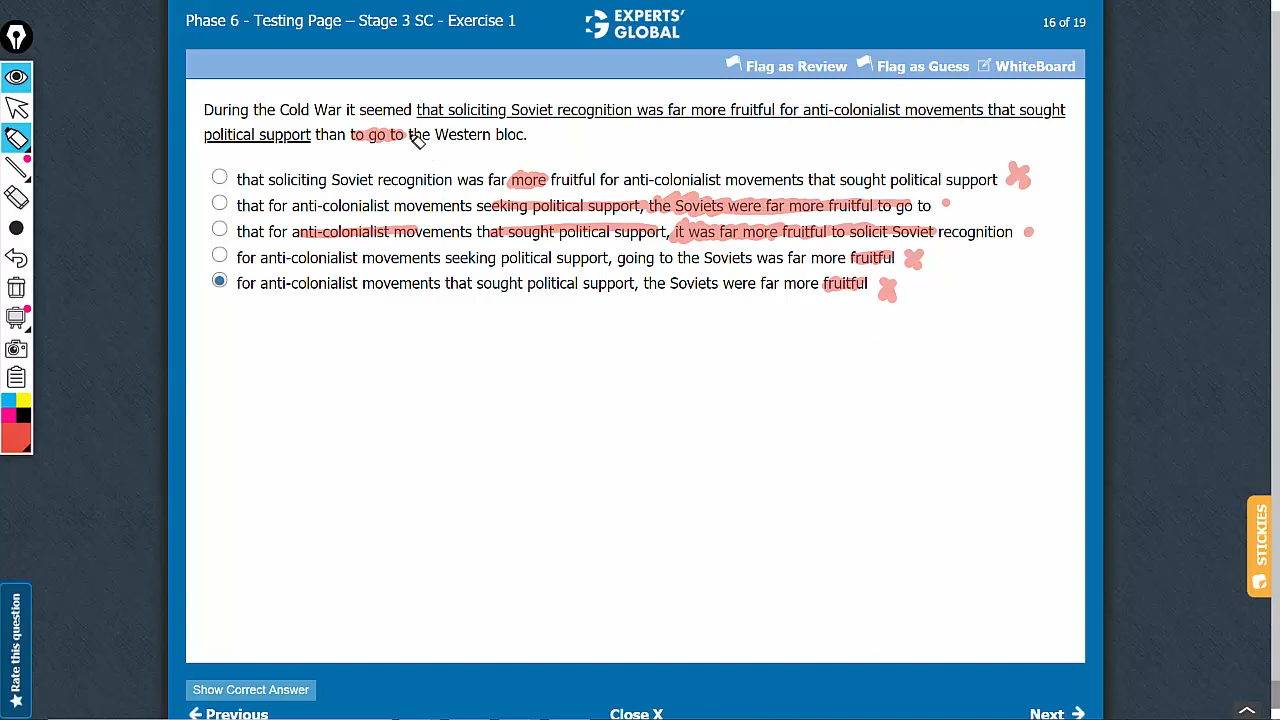 Phase 6 - Testing Page – Stage 3 SC - Exercise 1
EXPERTS'
GLOBAL
16 of 19
Flag as Review
Flag as Guess
WhiteBoard
During the Cold War it seemed that soliciting Soviet recognition was far more fruitful for anti-colonialist movements that sought
political support than to go to the Western bloc.
that soliciting Soviet recognition was far more fruitful for anti-colonialist movements that sought political support
that for anti-colonialist movements seeking political support, the Soviets were far more fruitful to go to
that for anti-colonialist movements that sought political support, it was far more fruitful to solicit Soviet recognition
for anti-colonialist movements seeking political support, going to the Soviets was far more fruitful
for anti-colonialist movements that sought political support, the Soviets were far more fruitful
STICKIES
Rate this question
Show Correct Answer
Previous
Close X
Next